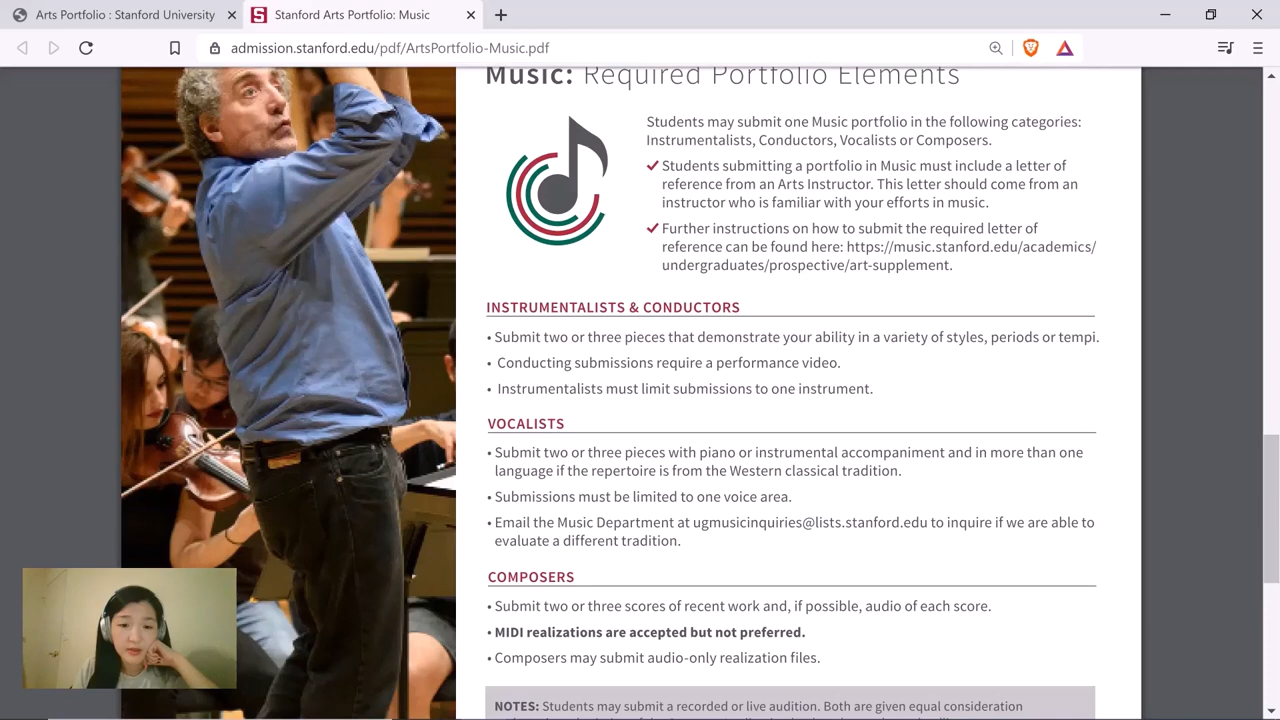 Arts Portfolio : Stanford University
Stanford Arts Portfolio: Music
admission.stanford.edu/pdf/ArtsPortfolio-Music.pdf
Music: Required Portfolio Elements
Students may submit one Music portfolio in the following categories:
Instrumentalists, Conductors, Vocalists or Composers.
Students submitting a portfolio in Music must include a letter of
reference from an Arts Instructor. This letter should come from an
instructor who is familiar with your efforts in music.
Further instructions on how to submit the required letter of
reference can be found here: https://music.stanford.edu/academics/
undergraduates/prospective/art-supplement.
INSTRUMENTALISTS & CONDUCTORS
• Submit two or three pieces that demonstrate your ability in a variety of styles, periods or tempi.
• Conducting submissions require a performance video.
• Instrumentalists must limit submissions to one instrument.
VOCALISTS
• Submit two or three pieces with piano or instrumental accompaniment and in more than one
language if the repertoire is from the Western classical tradition.
• Submissions must be limited to one voice area.
• Email the Music Department at ugmusicinquiries@lists.stanford.edu to inquire if we are able to
evaluate a different tradition.
COMPOSERS
• Submit two or three scores of recent work and, if possible, audio of each score.
• MIDI realizations are accepted but not preferred.
• Composers may submit audio-only realization files.
NOTES: Students may submit a recorded or live audition. Both are given equal consideration